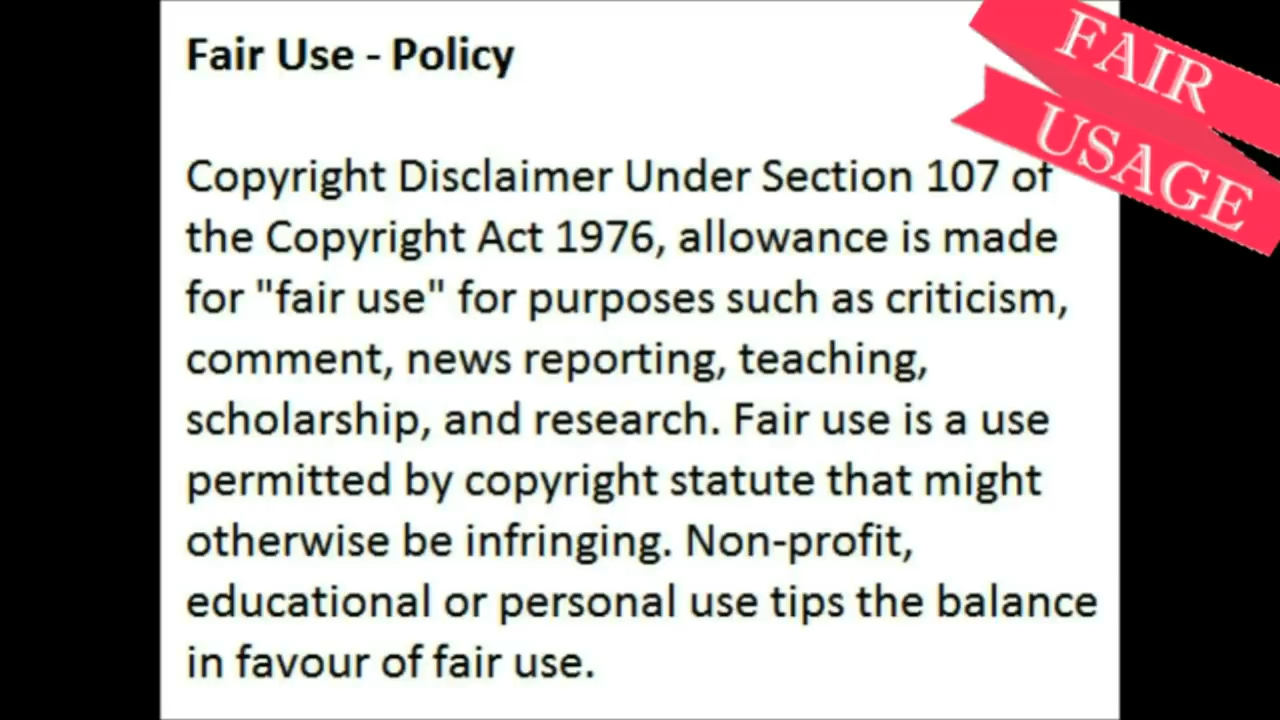 Fair Use - Policy
FAIR
USAGE
Copyright Disclaimer Under Section 107 of
the Copyright Act 1976, allowance is made
for "fair use" for purposes such as criticism,
comment, news reporting, teaching,
scholarship, and research. Fair use is a use
permitted by copyright statute that might
otherwise be infringing. Non-profit,
educational or personal use tips the balance
in favour of fair use.